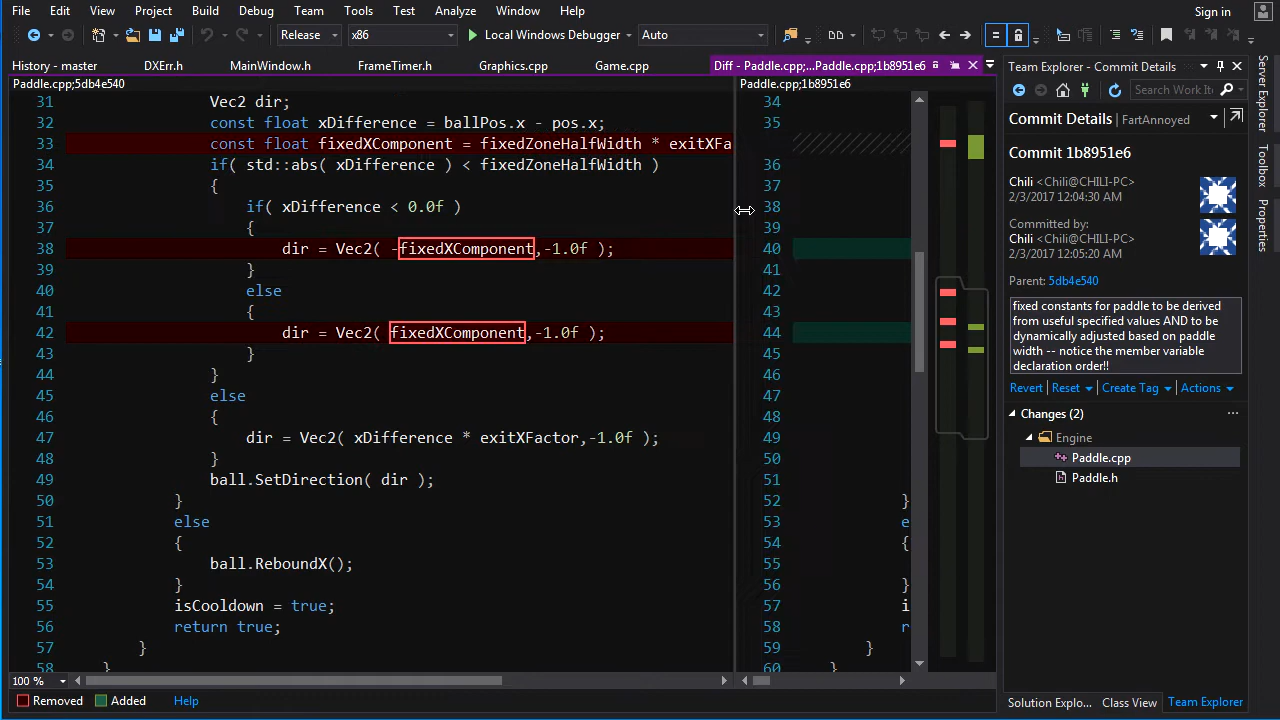 File Edit View Project Build Debug Team Tools Test Analyze Window Help Sign in
Release x86 Local Windows Debugger Auto
History - master DXErr.h MainWindow.h FrameTimer.h Graphics.cpp Game.cpp Diff - Paddle.cpp;...Paddle.cpp;1b8951e6
Paddle.cpp;5db4e540
31 Vec2 dir;
32 const float xDifference = ballPos.x - pos.x;
33 const float fixedXComponent = fixedZoneHalfWidth * exitXFa
34 if( std::abs( xDifference ) < fixedZoneHalfWidth )
35 {
36 if( xDifference < 0.0f )
37 {
38 dir = Vec2( -fixedXComponent,-1.0f );
39 }
40 else
41 {
42 dir = Vec2( fixedXComponent,-1.0f );
43 }
44 }
45 else
46 {
47 dir = Vec2( xDifference * exitXFactor,-1.0f );
48 }
49 ball.SetDirection( dir );
50 }
51 else
52 {
53 ball.ReboundX();
54 }
55 isCooldown = true;
56 return true;
57 }
58 }
100 %
Removed Added Help
Paddle.cpp;1b8951e6
34
35
36
37
38
39
40
41
42
43
44
45
46
47
48
49
50
51
52 }
53 e
54 {
55
56 }
57 i
58 r
59 }
60 }
Team Explorer - Commit Details
Search Work Ite
Commit Details FartAnnoyed
Commit 1b8951e6
Chili <Chili@CHILI-PC>
2/3/2017 12:04:30 AM
Committed by:
Chili <Chili@CHILI-PC>
2/3/2017 12:05:20 AM
Parent: 5db4e540
fixed constants for paddle to be derived
from useful specified values AND to be
dynamically adjusted based on paddle
width -- notice the member variable
declaration order!!
Revert Reset Create Tag Actions
Changes (2)
Engine
Paddle.cpp
Paddle.h
Solution Explo... Class View Team Explorer
Server Explorer
Toolbox
Properties